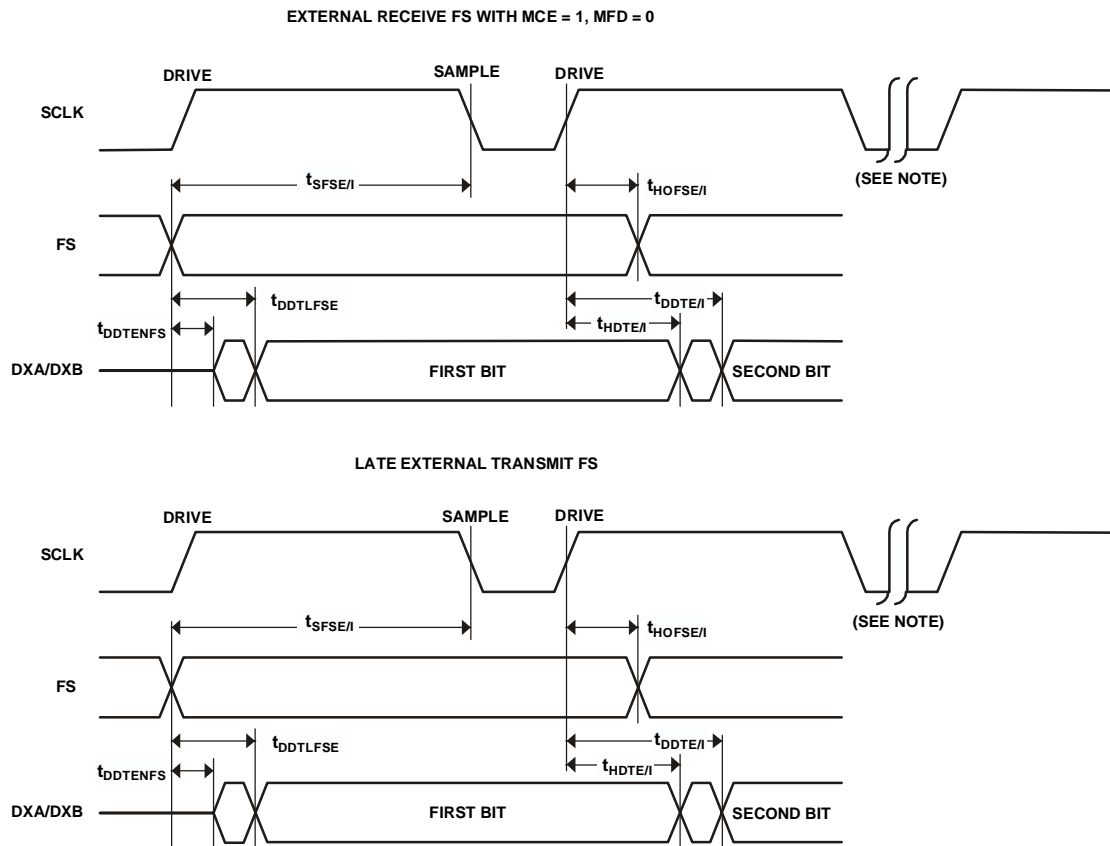 EXTERNAL RECEIVE FS WITH MCE = 1, MFD = 0
DRIVE SAMPLE DRIVE
SCLK
(SEE NOTE)
tSFSE/I tHOFSE/I
FS
tDDTLFSE tDDTE/I
tDDTENFS tHDTE/I
DXA/DXB FIRST BIT SECOND BIT
LATE EXTERNAL TRANSMIT FS
DRIVE SAMPLE DRIVE
SCLK
(SEE NOTE)
tSFSE/I tHOFSE/I
FS
tDDTLFSE tDDTE/I
tDDTENFS tHDTE/I
DXA/DXB FIRST BIT SECOND BIT